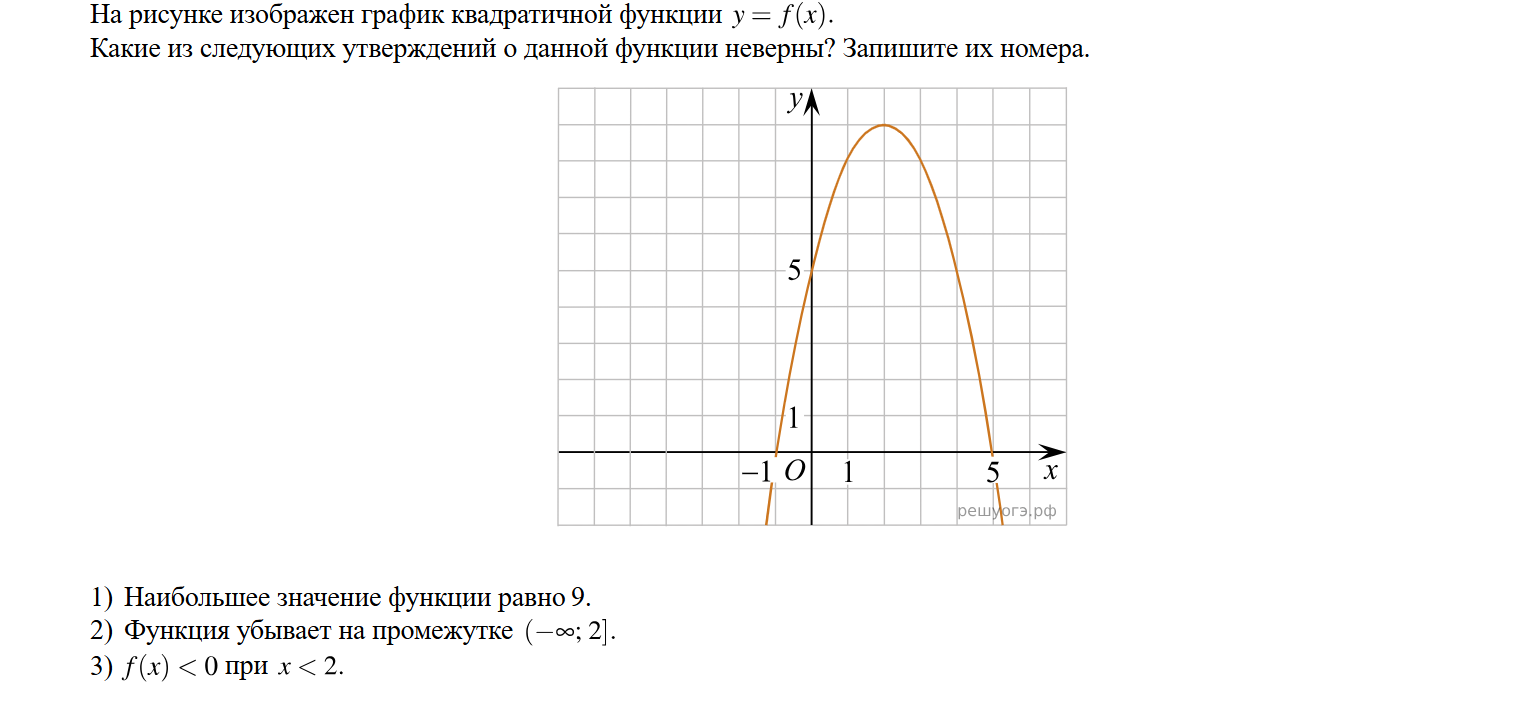 На рисунке изображен график квадратичной функции y = f(x).
Какие из следующих утверждений о данной функции неверны? Запишите их номера.
y
5
1
−1 O 1 5 x
решуогэ.рф
1) Наибольшее значение функции равно 9.
2) Функция убывает на промежутке (−∞; 2].
3) f(x) < 0 при x < 2.